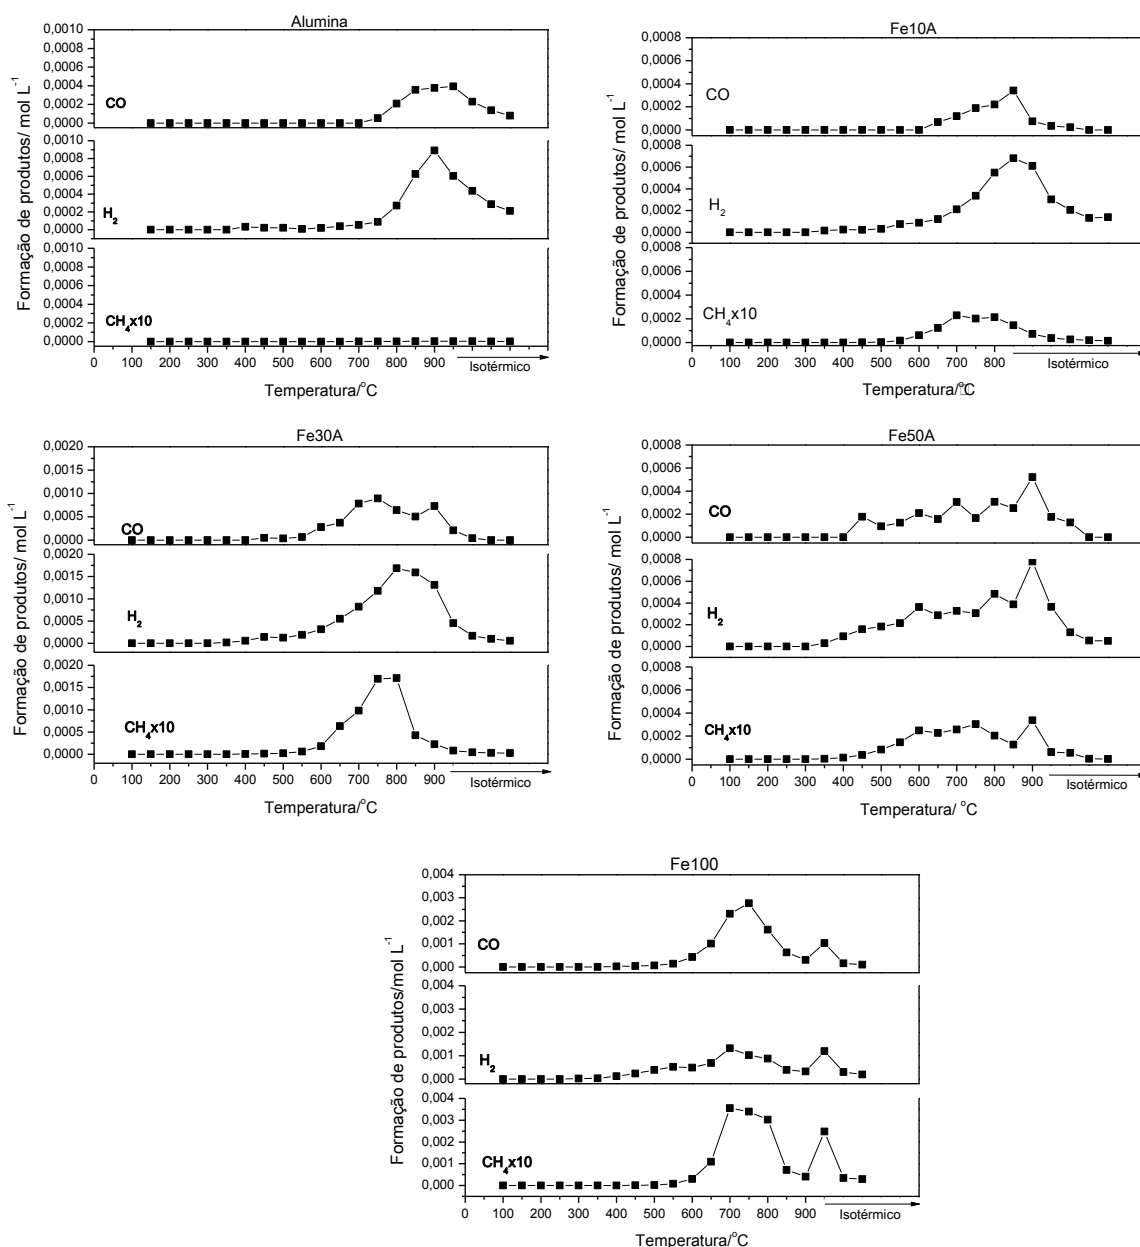 Alumina
Formação de produtos/ mol L⁻¹
0,0010
0,0008
0,0006
0,0004
0,0002
0,0000
CO
0,0010
0,0008
0,0006
0,0004
0,0002
0,0000
H₂
0,0010
0,0008
0,0006
0,0004
0,0002
0,0000
CH₄x10
0 100 200 300 400 500 600 700 800 900
Isotérmico
Temperatura/°C
Fe10A
Formação de produtos/ mol L⁻¹
0,0008
0,0006
0,0004
0,0002
0,0000
CO
0,0008
0,0006
0,0004
0,0002
0,0000
H₂
0,0008
0,0006
0,0004
0,0002
0,0000
CH₄x10
0 100 200 300 400 500 600 700 800
Isotérmico
Temperatura/°C
Fe30A
Formação de produtos/ mol L⁻¹
0,0020
0,0015
0,0010
0,0005
0,0000
CO
0,0020
0,0015
0,0010
0,0005
0,0000
H₂
0,0020
0,0015
0,0010
0,0005
0,0000
CH₄x10
0 100 200 300 400 500 600 700 800 900
Isotérmico
Temperatura/°C
Fe50A
Formação de produtos/ mol L⁻¹
0,0008
0,0006
0,0004
0,0002
0,0000
CO
0,0008
0,0006
0,0004
0,0002
0,0000
H₂
0,0008
0,0006
0,0004
0,0002
0,0000
CH₄x10
0 100 200 300 400 500 600 700 800 900
Isotérmico
Temperatura/ °C
Fe100
Formação de produtos/mol L⁻¹
0,004
0,003
0,002
0,001
0,000
CO
0,004
0,003
0,002
0,001
0,000
H₂
0,004
0,003
0,002
0,001
0,000
CH₄x10
0 100 200 300 400 500 600 700 800 900
Isotérmico
Temperatura/°C